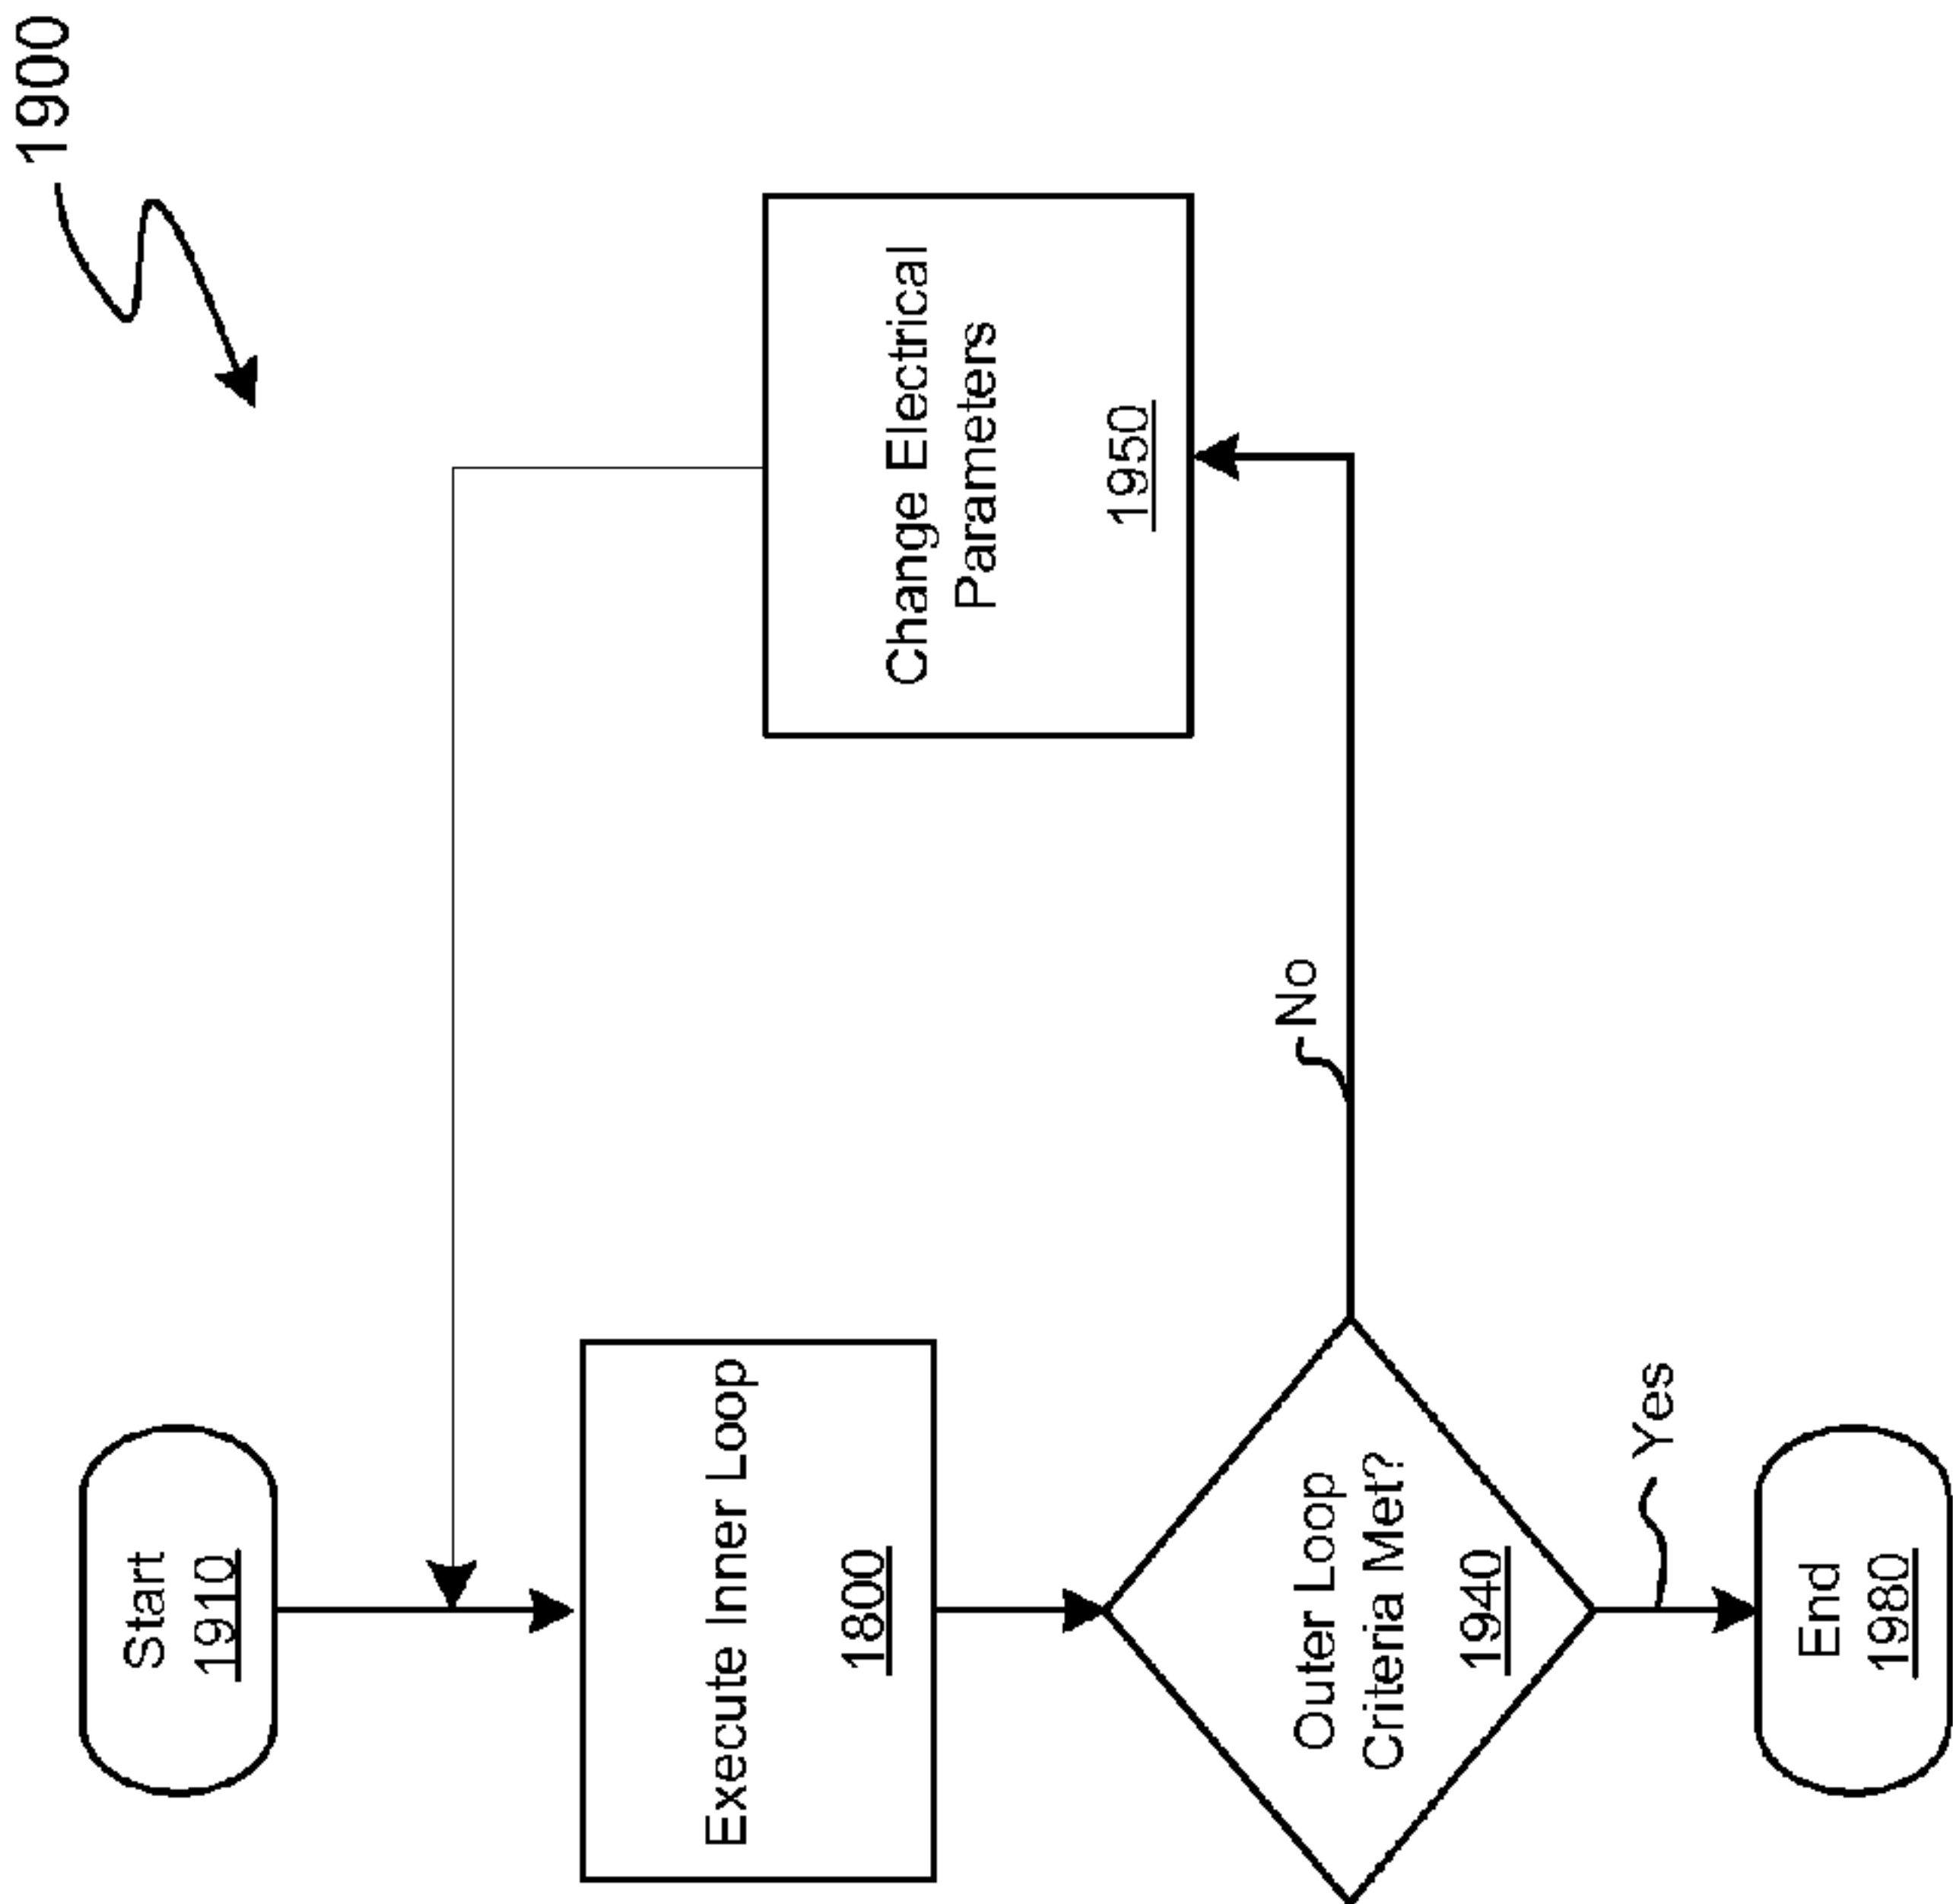 1900
Start
1910
Execute Inner Loop
1800
Outer Loop
Criteria Met?
1940
No
Change Electrical
Parameters
1950
Yes
End
1980